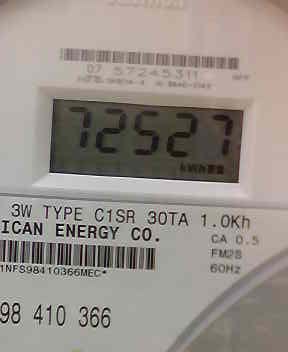 07 57245311
72527
kWh
3W TYPE C1SR 30TA 1.0Kh
ICAN ENERGY CO.
CA 0.5
FM2S
60Hz
1NFS98410366MEC*
98 410 366